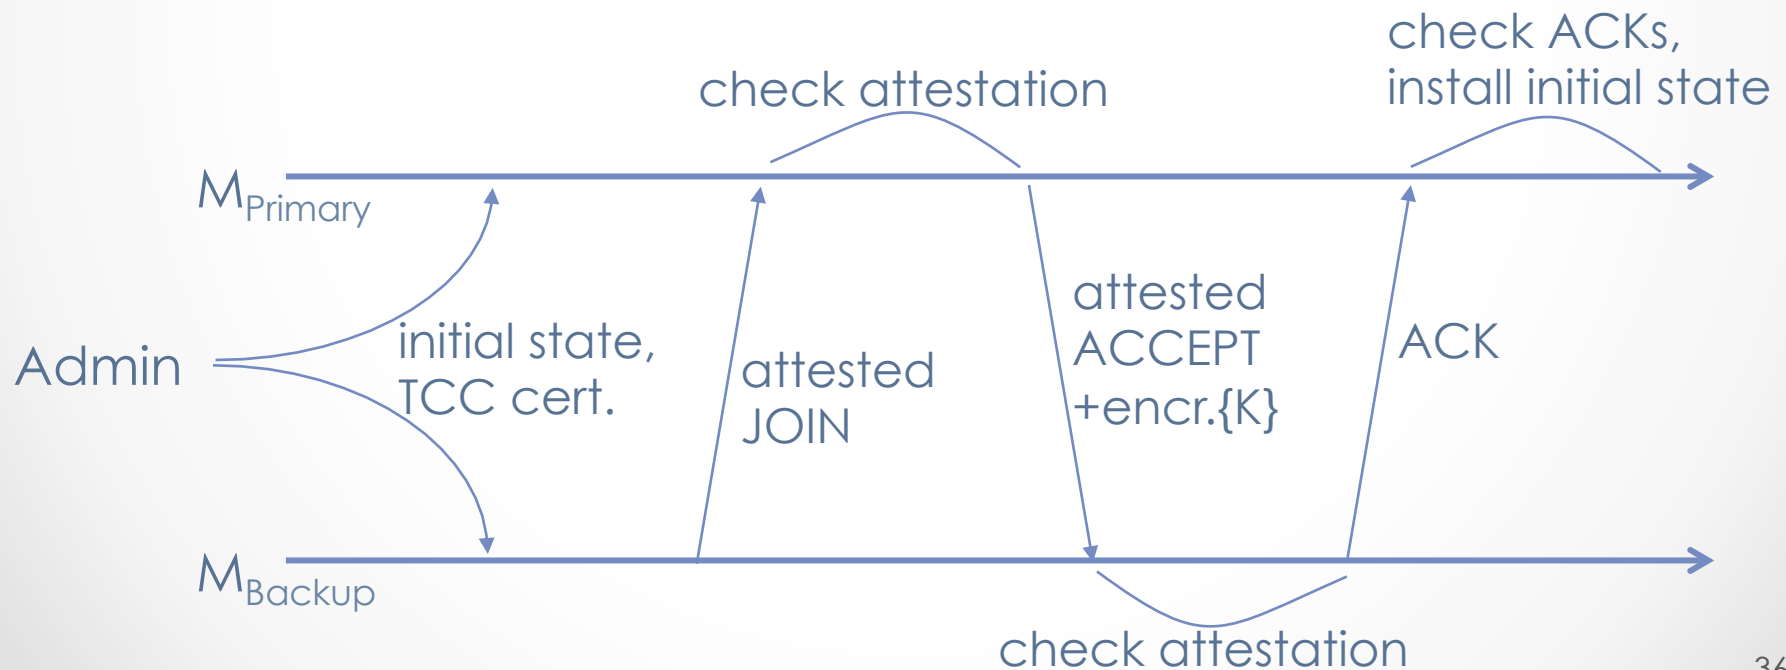 check ACKs,
install initial state
check attestation
MPrimary
Admin
initial state,
TCC cert.
attested
JOIN
attested
ACCEPT
+encr.{K}
ACK
MBackup
check attestation